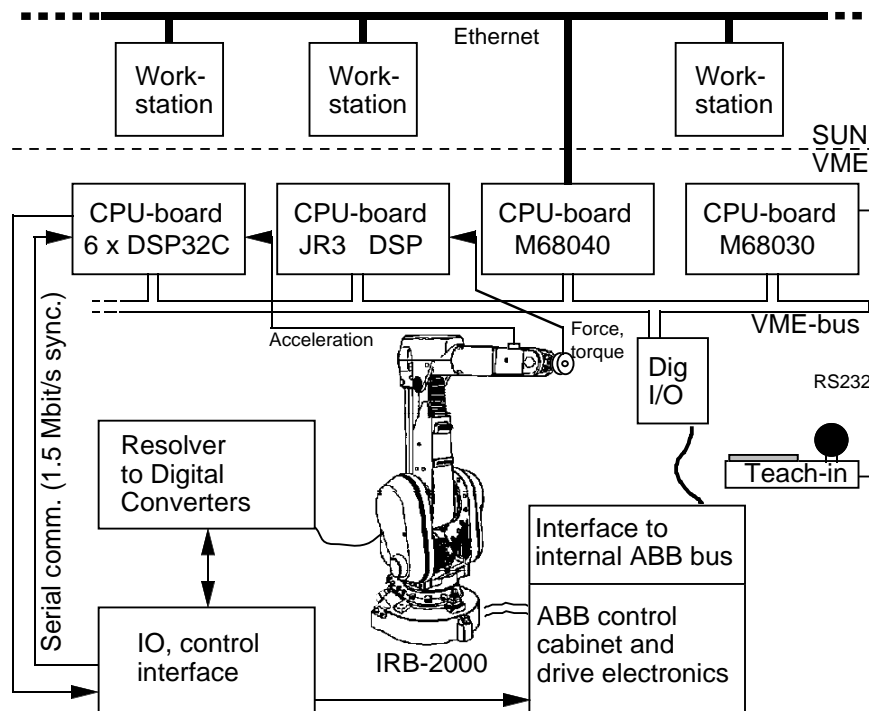 Ethernet
Work-
station
Work-
station
Work-
station
SUN
VME
CPU-board
6 x DSP32C
CPU-board
JR3 DSP
CPU-board
M68040
CPU-board
M68030
VME-bus
Acceleration
Force,
torque
Dig
I/O
RS232
Teach-in
Serial comm. (1.5 Mbit/s sync.)
Resolver
to Digital
Converters
Interface to
internal ABB bus
ABB control
cabinet and
drive electronics
IO, control
interface
IRB-2000